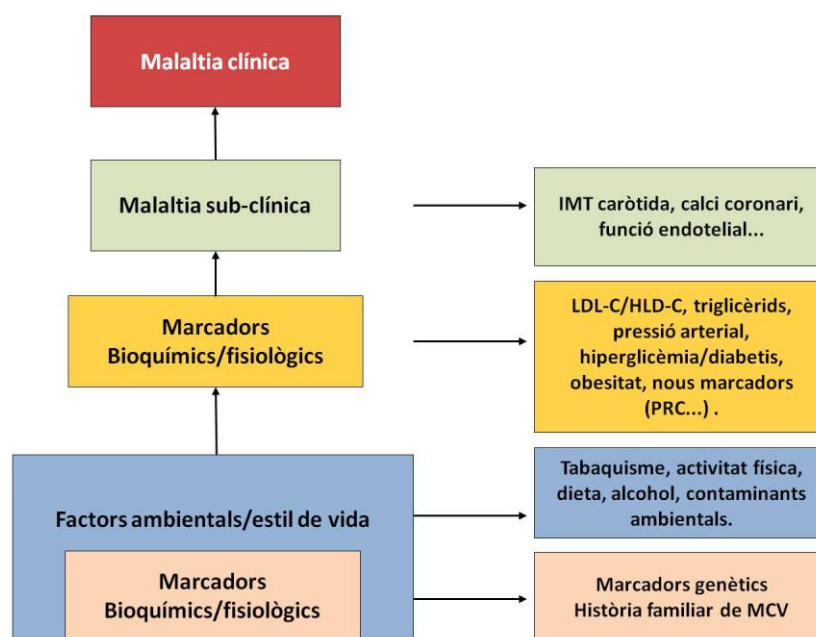 Malaltia clínica
Malaltia sub-clínica
IMT caròtida, calci coronari,
funció endotelial...
Marcadors
Bioquímics/fisiològics
LDL-C/HLD-C, triglicèrids,
pressió arterial,
hiperglicèmia/diabetis,
obesitat, nous marcadors
(PRC...) .
Factors ambientals/estil de vida
Tabaquisme, activitat física,
dieta, alcohol, contaminants
ambientals.
Marcadors
Bioquímics/fisiològics
Marcadors genètics
Història familiar de MCV